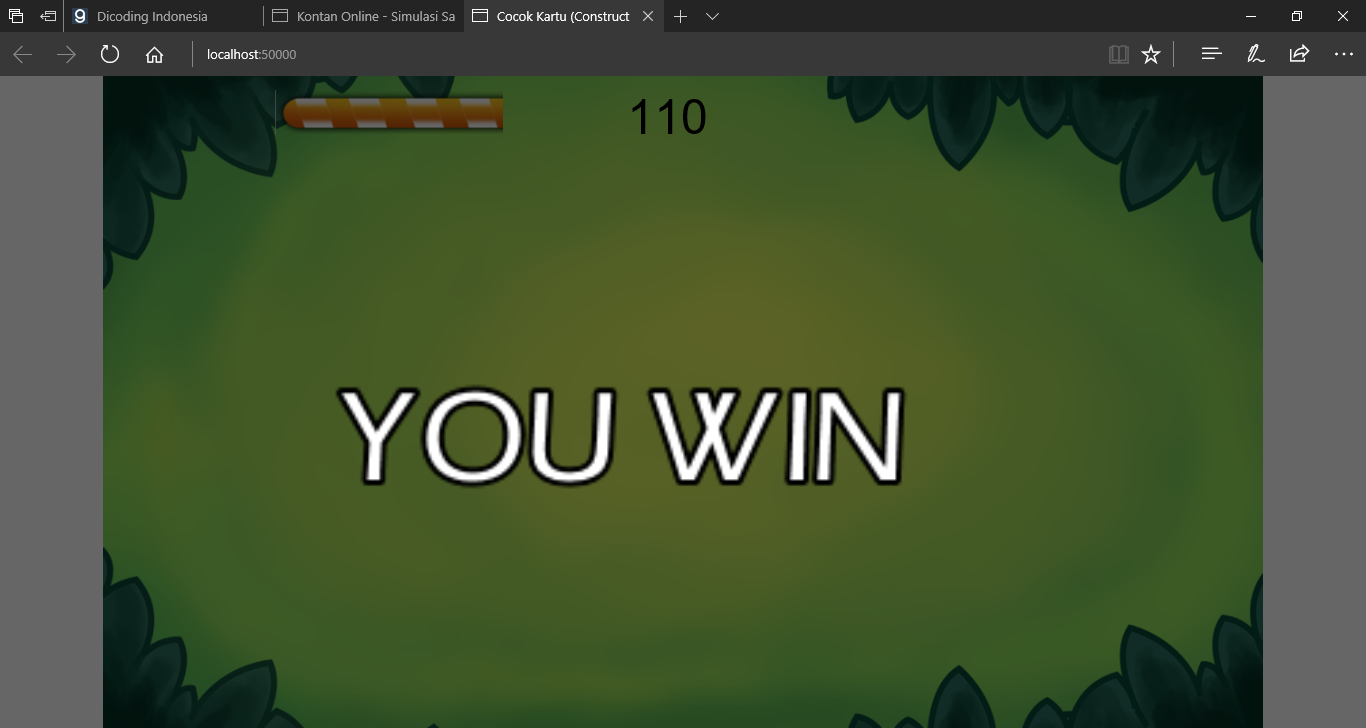 Dicoding Indonesia
Kontan Online - Simulasi Sa
Cocok Kartu (Construct
localhost:50000
110
YOU WIN